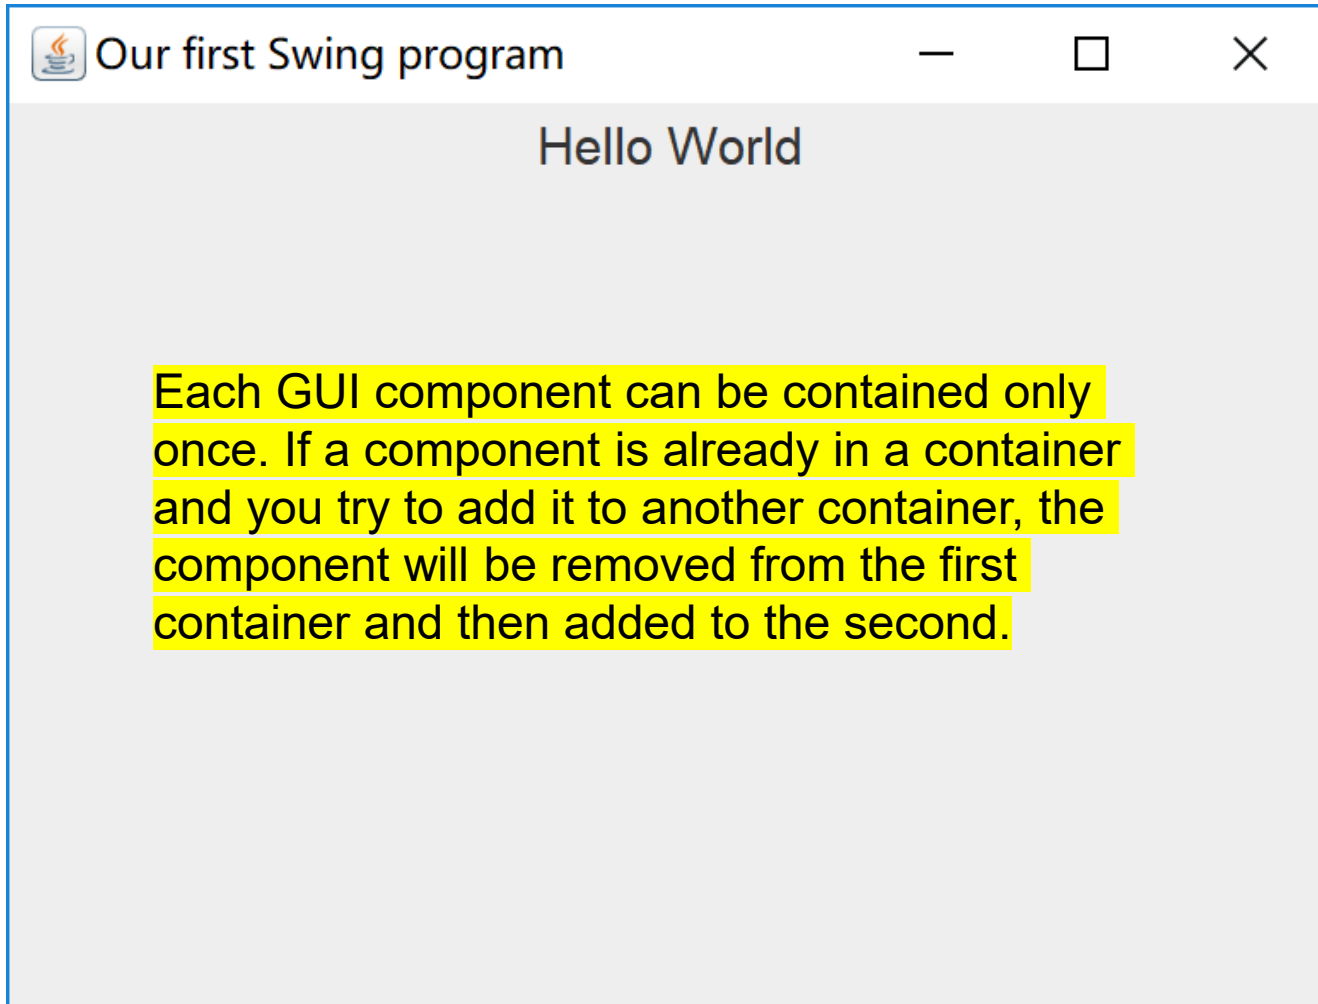 Our first Swing program
Hello World
Each GUI component can be contained only
once. If a component is already in a container
and you try to add it to another container, the
component will be removed from the first
container and then added to the second.